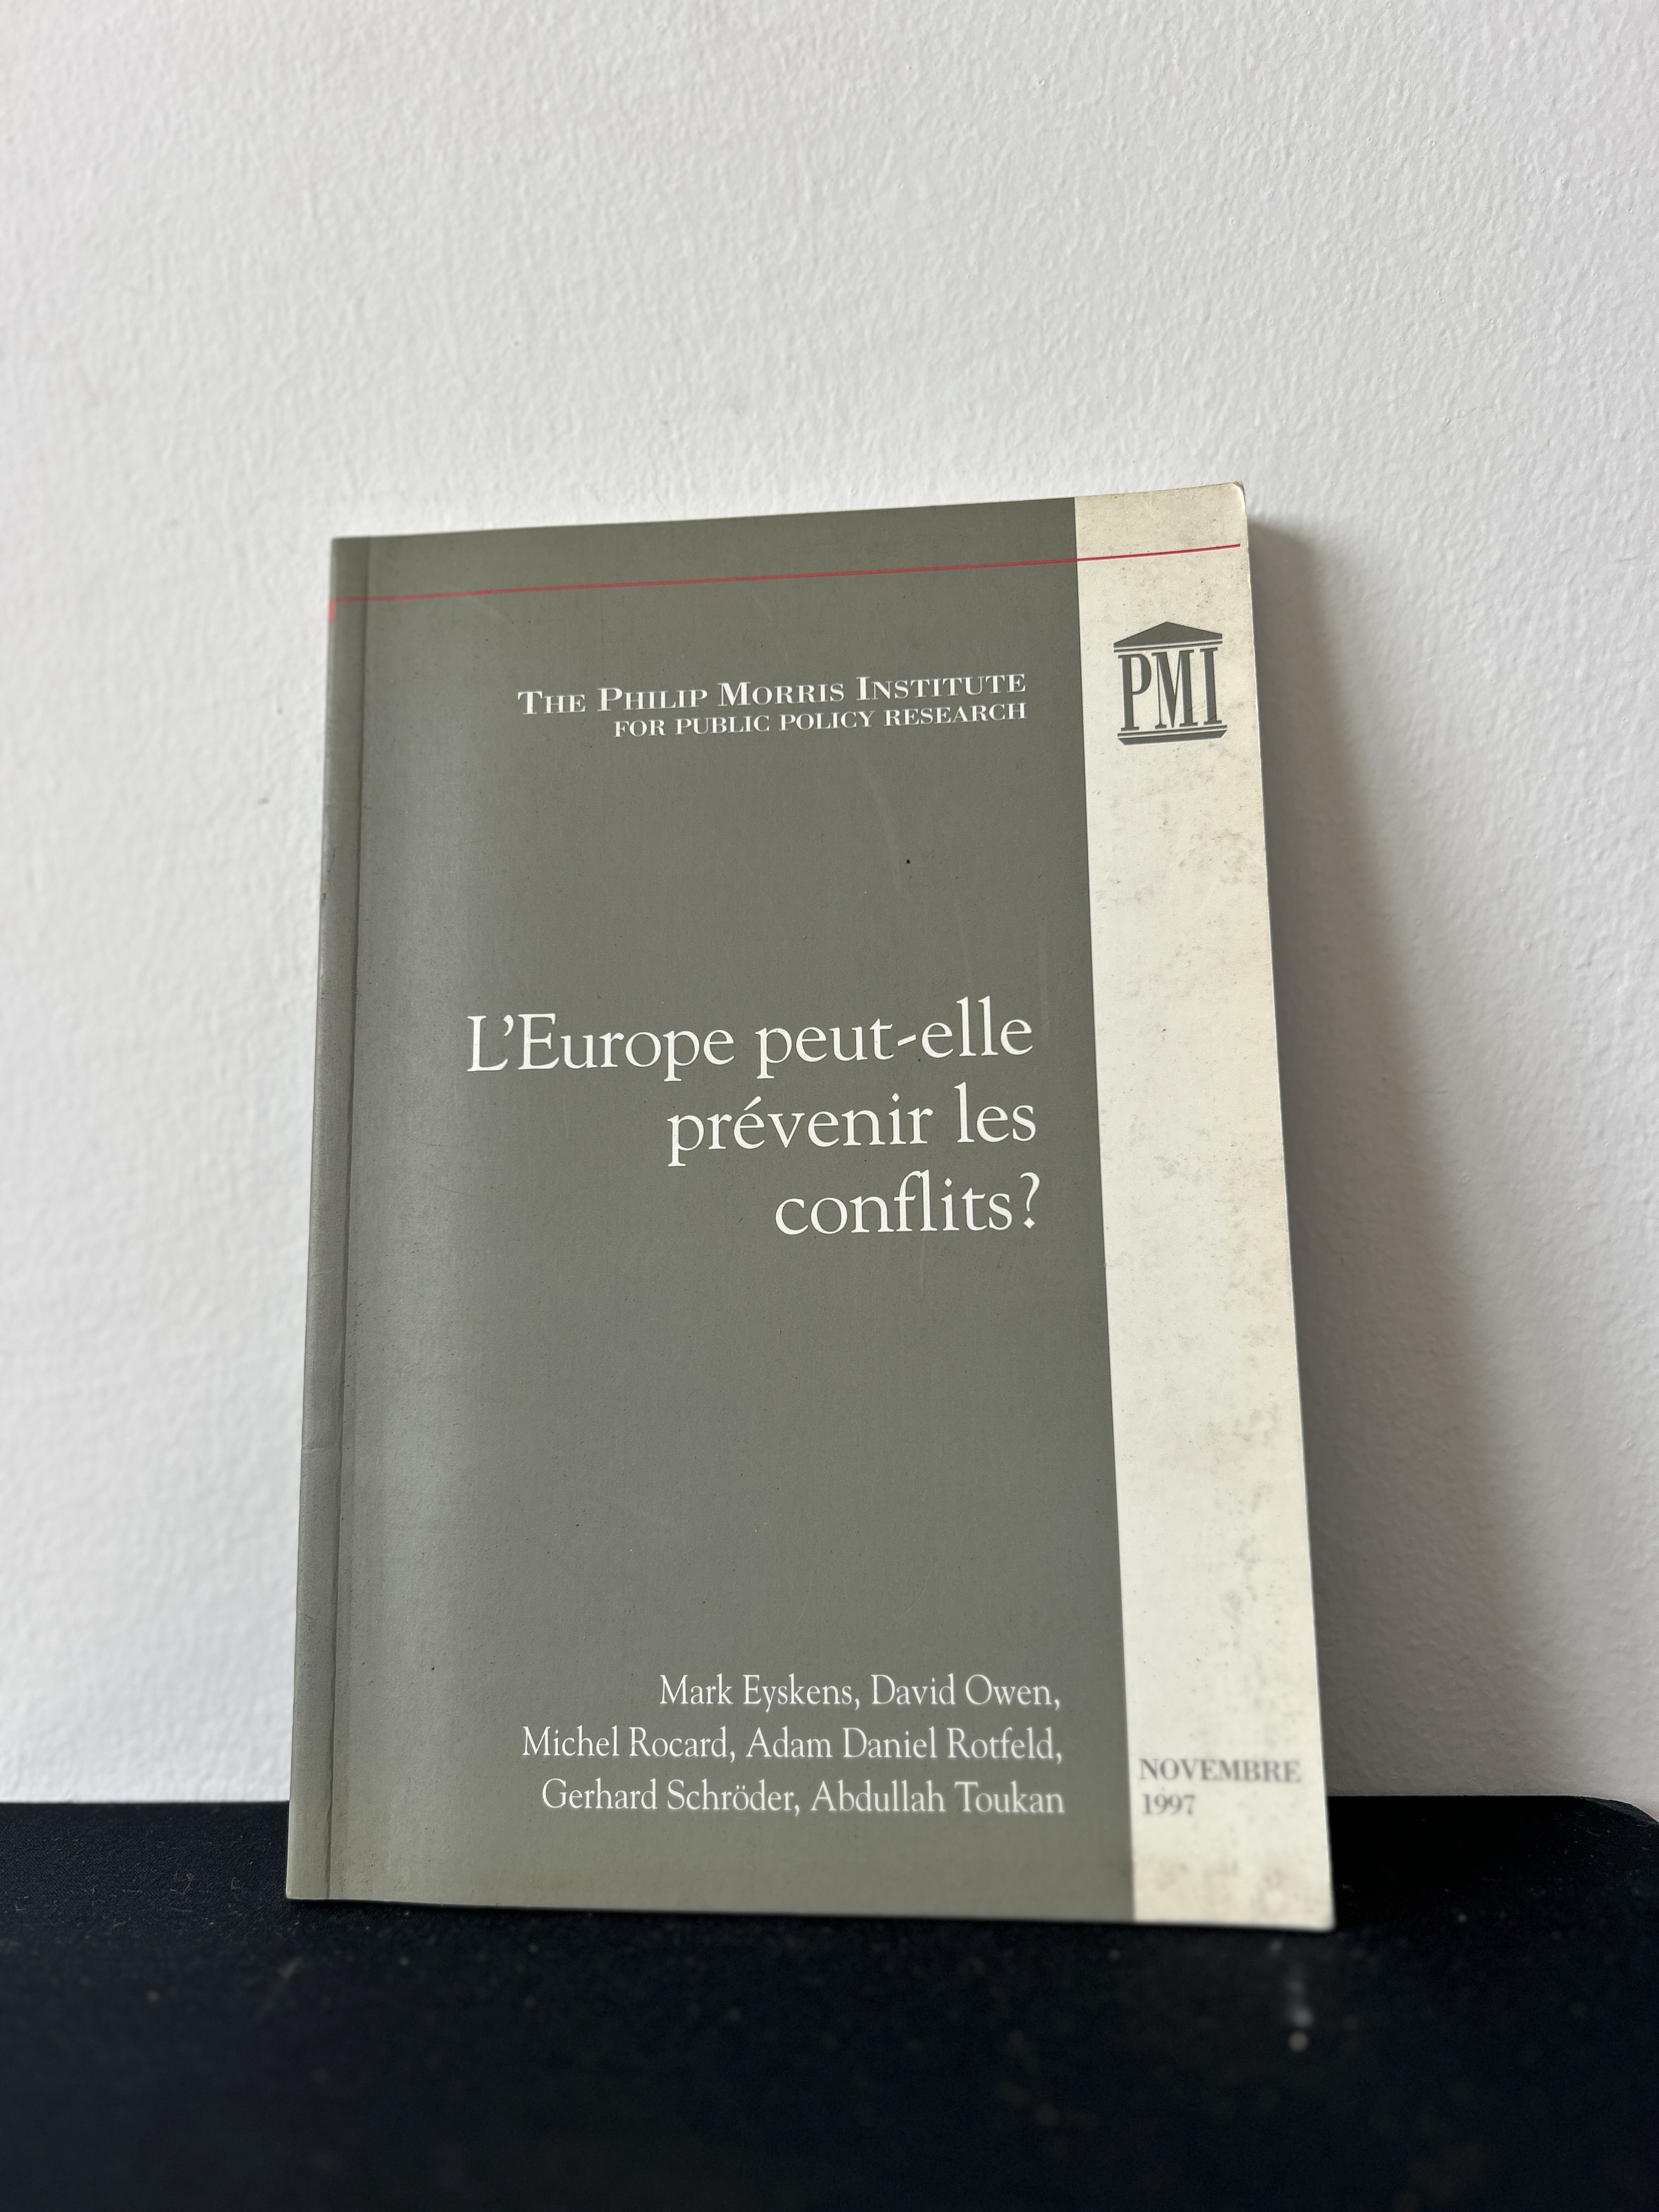 THE PHILIP MORRIS INSTITUTE
FOR PUBLIC POLICY RESEARCH
PMI
L'Europe peut-elle
prévenir les
conflits?
Mark Eyskens, David Owen,
Michel Rocard, Adam Daniel Rotfeld,
Gerhard Schröder, Abdullah Toukan
NOVEMBRE
1997